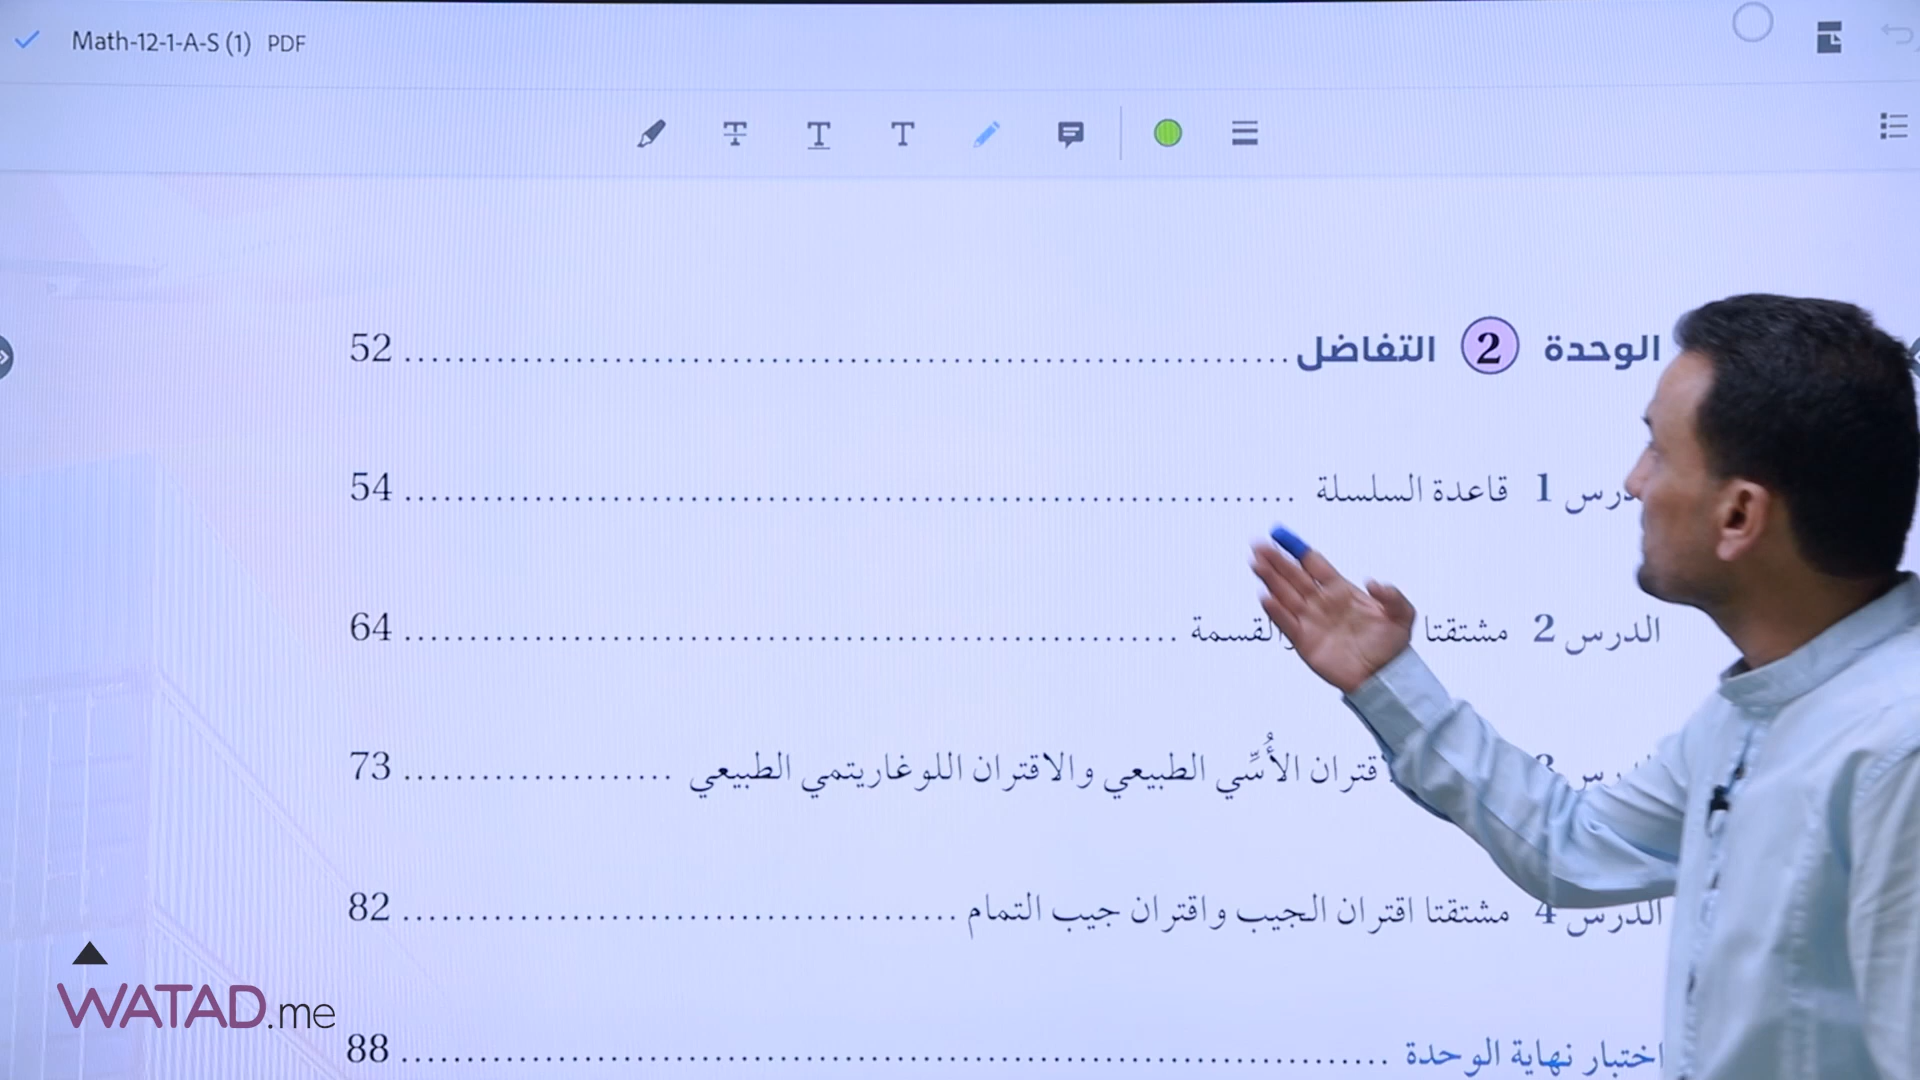 Math-12-1-A-S (1) PDF
الوحدة 2 التفاضل ........ 52
الدرس 1 قاعدة السلسلة ........ 54
الدرس 2 مشتقتا والقسمة ........ 64
الأُسِّي الطبيعي والاقتران اللوغاريتمي الطبيعي ........ 73
الدرس 4 مشتقتا اقتران الجيب واقتران جيب التمام ........ 82
اختبار نهاية الوحدة ........ 88
WATAD.me